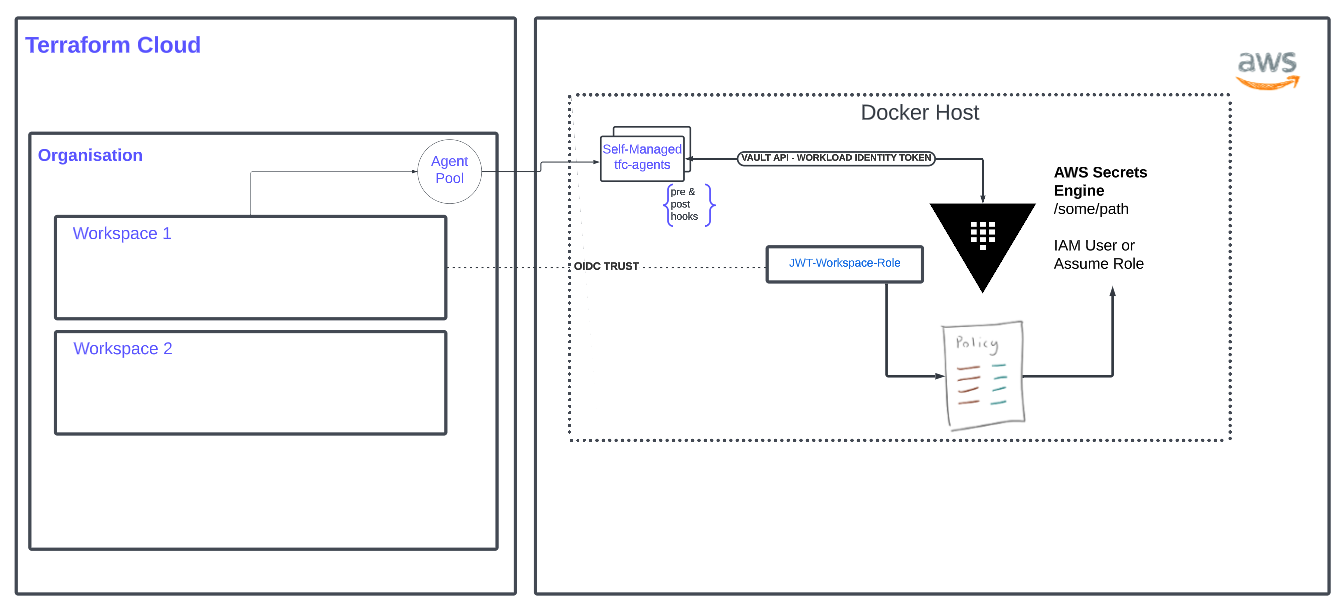 Terraform Cloud
Organisation
Agent
Pool
Workspace 1
Workspace 2
aws
Docker Host
Self-Managed
tfc-agents
pre &
post
hooks
VAULT API - WORKLOAD IDENTITY TOKEN
AWS Secrets
Engine
/some/path
IAM User or
Assume Role
OIDC TRUST
JWT-Workspace-Role
Policy